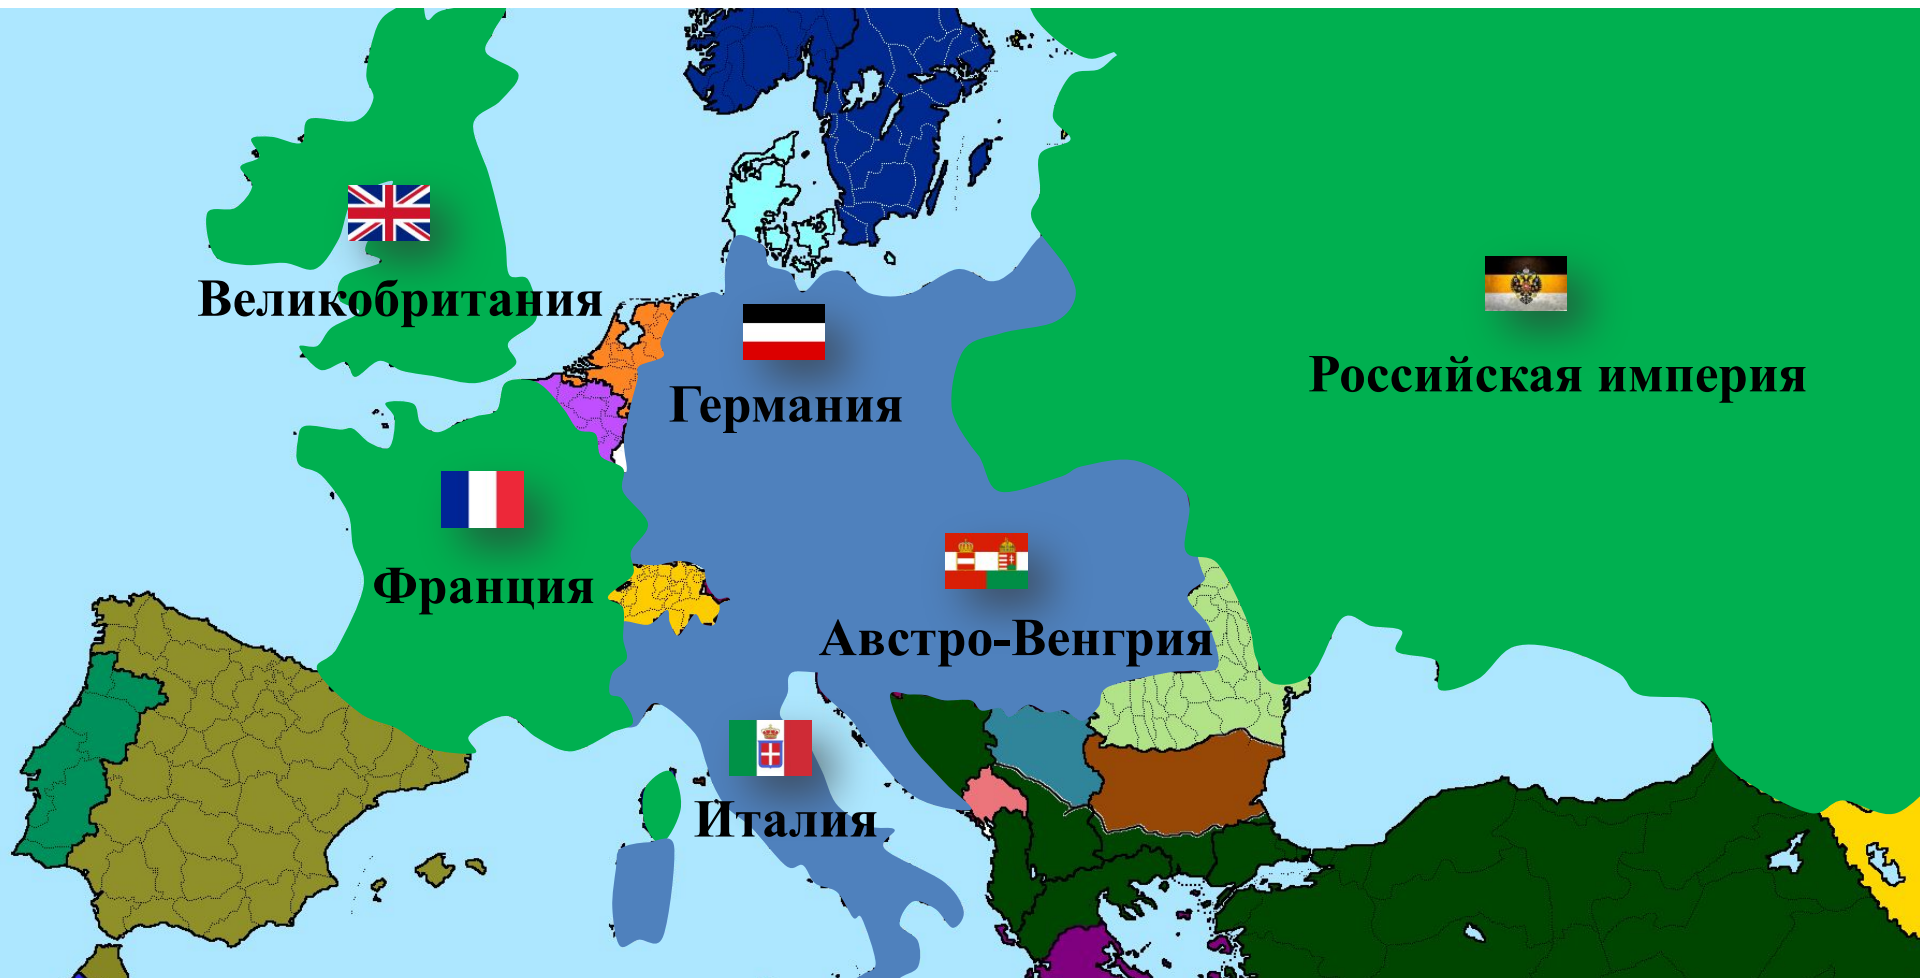 Великобритания
Российская империя
Германия
Франция
Австро-Венгрия
Италия